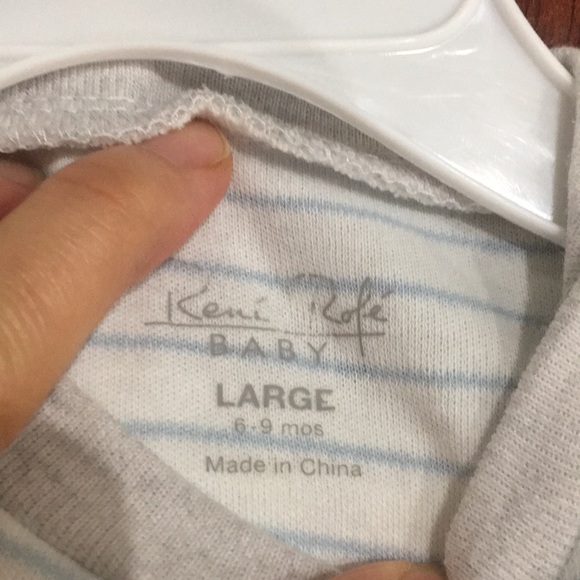 Keni Rofé
BABY
LARGE
6-9 mos
Made in China